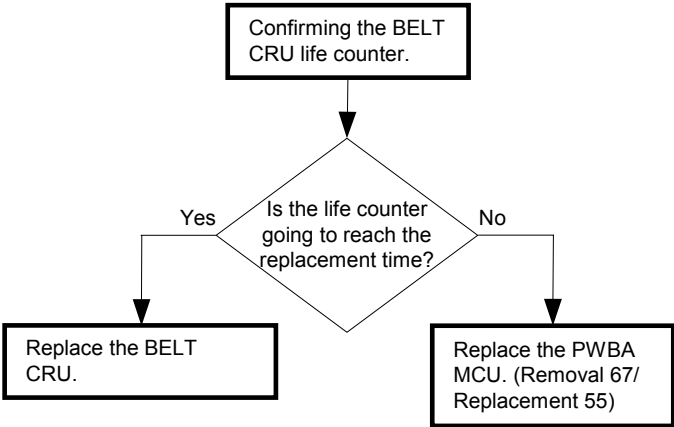 Confirming the BELT
CRU life counter.
Is the life counter
going to reach the
replacement time?
Yes
No
Replace the BELT
CRU.
Replace the PWBA
MCU. (Removal 67/
Replacement 55)